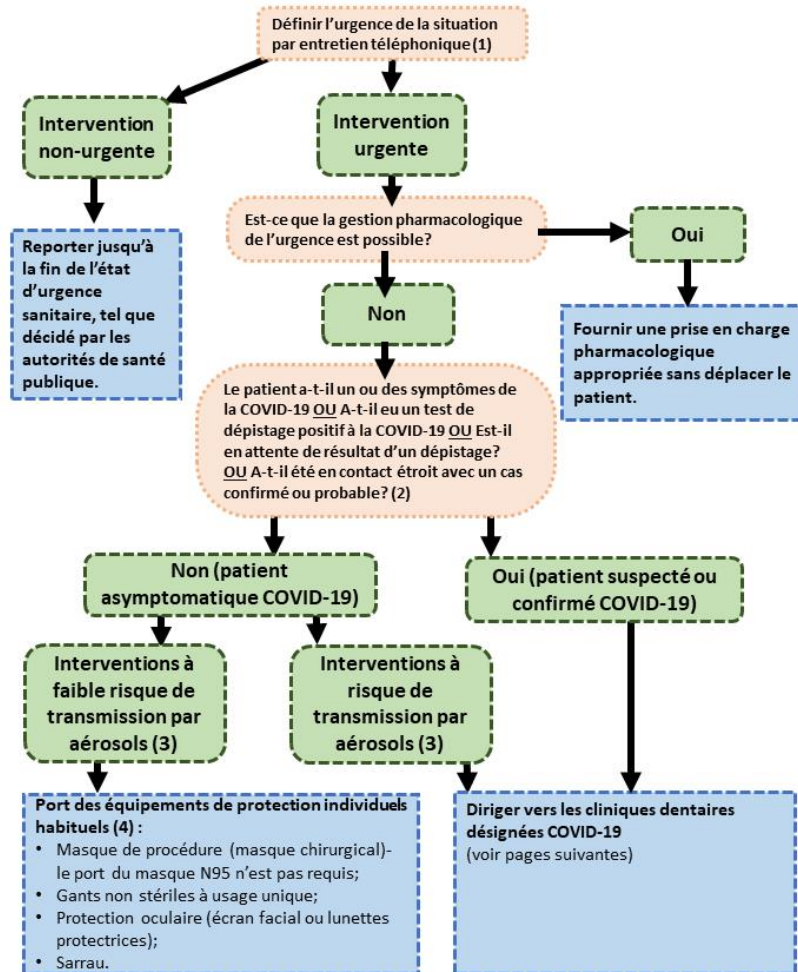 Définir l'urgence de la situation
par entretien téléphonique (1)
Intervention
non-urgente
Intervention
urgente
Est-ce que la gestion pharmacologique
de l'urgence est possible?
Oui
Reporter jusqu'à
la fin de l'état
d'urgence
sanitaire, tel que
décidé par les
autorités de santé
publique.
Non
Fournir une prise en charge
pharmacologique
appropriée sans déplacer le
patient.
Le patient a-t-il un ou des symptômes de
la COVID-19 OU A-t-il eu un test de
dépistage positif à la COVID-19 OU Est-il
en attente de résultat d'un dépistage?
OU A-t-il été en contact étroit avec un cas
confirmé ou probable? (2)
Non (patient
asymptomatique COVID-19)
Oui (patient suspecté ou
confirmé COVID-19)
Interventions à
faible risque de
transmission par
aérosols (3)
Interventions à
risque de
transmission par
aérosols (3)
Port des équipements de protection individuels
habituels (4) :
• Masque de procédure (masque chirurgical)-
le port du masque N95 n'est pas requis;
• Gants non stériles à usage unique;
• Protection oculaire (écran facial ou lunettes
protectrices);
• Sarrau.
Diriger vers les cliniques dentaires
désignées COVID-19
(voir pages suivantes)